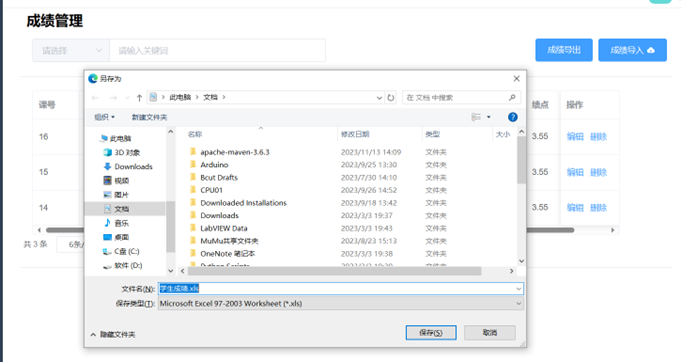 成绩管理
请选择 请输入关键词 成绩导出 成绩导入
另存为
此电脑 > 文档 > 在 文档 中搜索
组织 新建文件夹
课号 绩点 操作
名称 修改日期 类型 大小
此电脑
3D 对象
Downloads
视频
图片
文档
音乐
桌面
C盘 (C:)
软件 (D:)
apache-maven-3.6.3 2023/11/13 14:09 文件夹
Arduino 2023/9/25 13:30 文件夹
Bcut Drafts 2023/7/30 14:10 文件夹
CPU01 2023/9/26 14:52 文件夹
Downloaded Installations 2023/9/18 13:42 文件夹
Downloads 2023/3/3 19:37 文件夹
LabVIEW Data 2023/3/3 19:43 文件夹
MuMu共享文件夹 2023/8/23 15:13 文件夹
OneNote 笔记本 2023/3/3 19:38 文件夹
16 3.55 编辑 删除
15 3.55 编辑 删除
14 3.55 编辑 删除
共 3 条 6条/
文件名(N): 学生成绩.xls
保存类型(T): Microsoft Excel 97-2003 Worksheet (*.xls)
隐藏文件夹 保存(S) 取消